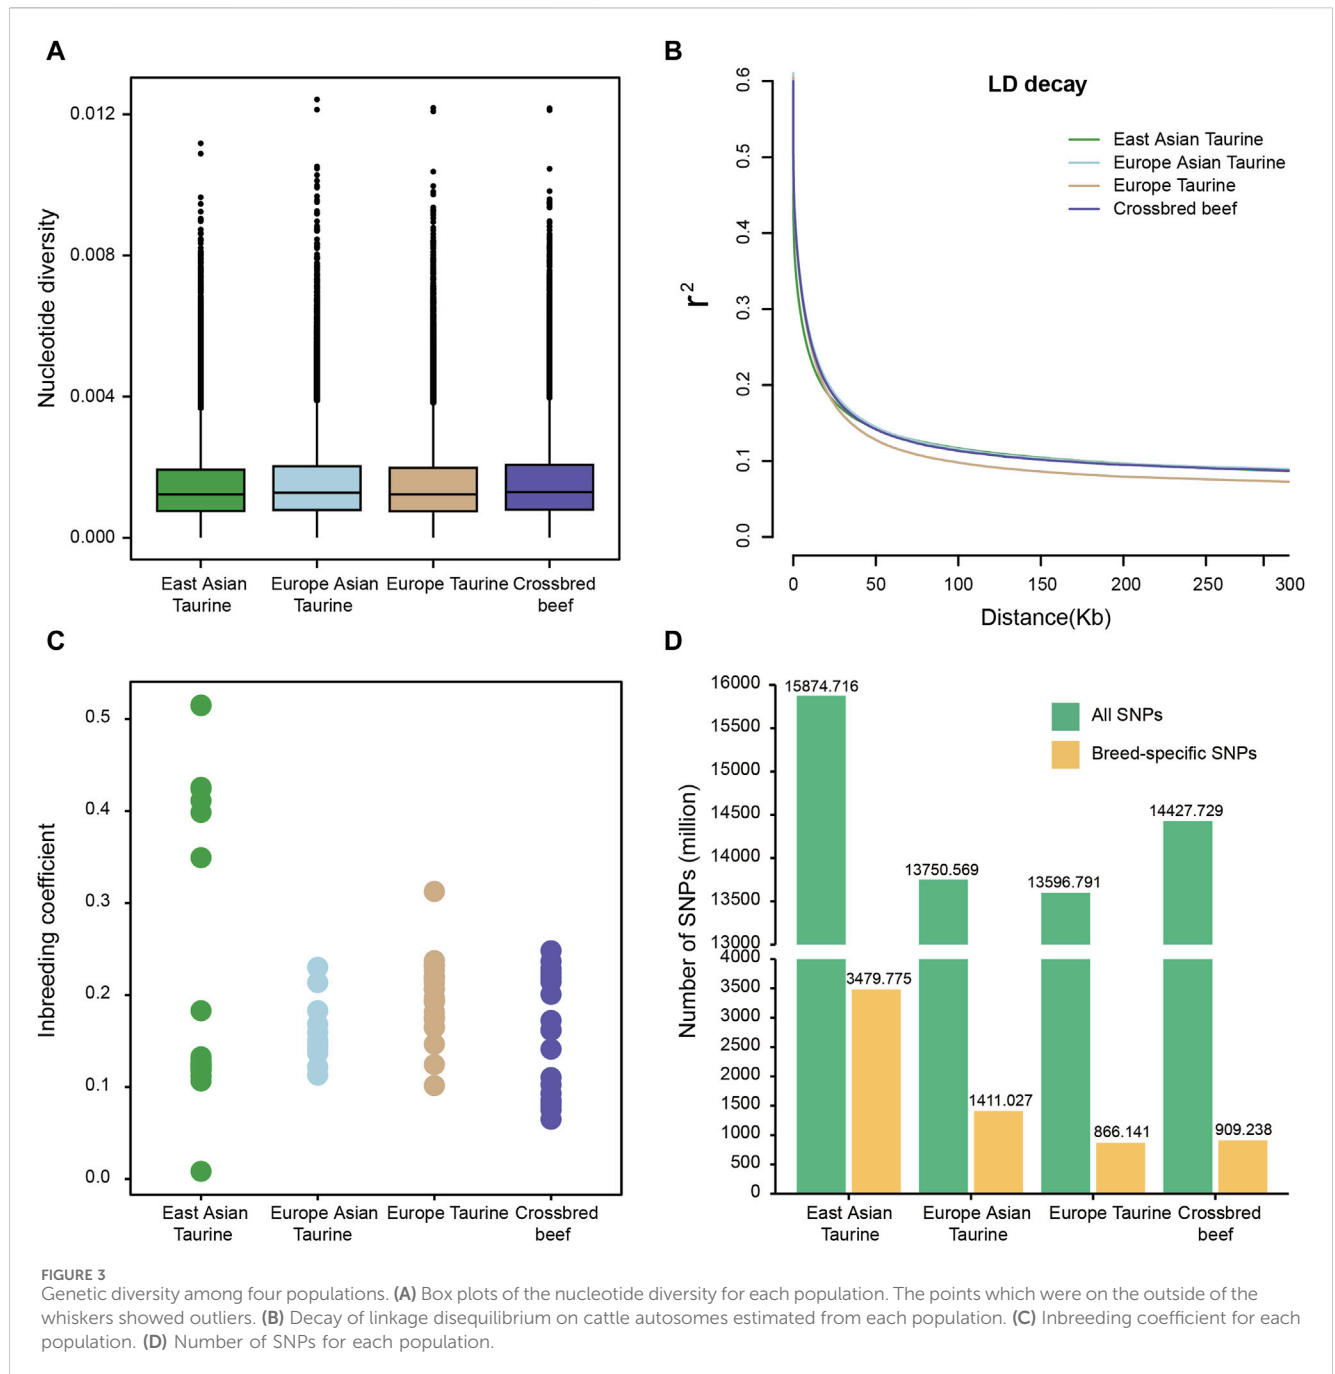 A
0.012
0.008
0.004
0.000
Nucleotide diversity
East Asian
Taurine
Europe Asian
Taurine
Europe Taurine
Crossbred
beef
B
LD decay
0.6
0.5
0.4
0.3
0.2
0.1
0.0
r²
East Asian Taurine
Europe Asian Taurine
Europe Taurine
Crossbred beef
0 50 100 150 200 250 300
Distance(Kb)
C
0.5
0.4
0.3
0.2
0.1
0.0
Inbreeding coefficient
East Asian
Taurine
Europe Asian
Taurine
Europe Taurine
Crossbred
beef
D
16000
15500
15000
14500
14000
13500
13000
4000
3500
3000
2500
2000
1500
1000
500
0
Number of SNPs (million)
All SNPs
Breed-specific SNPs
15874.716
3479.775
13750.569
1411.027
13596.791
866.141
14427.729
909.238
East Asian
Taurine
Europe Asian
Taurine
Europe Taurine
Crossbred
beef
FIGURE 3
Genetic diversity among four populations. (A) Box plots of the nucleotide diversity for each population. The points which were on the outside of the
whiskers showed outliers. (B) Decay of linkage disequilibrium on cattle autosomes estimated from each population. (C) Inbreeding coefficient for each
population. (D) Number of SNPs for each population.